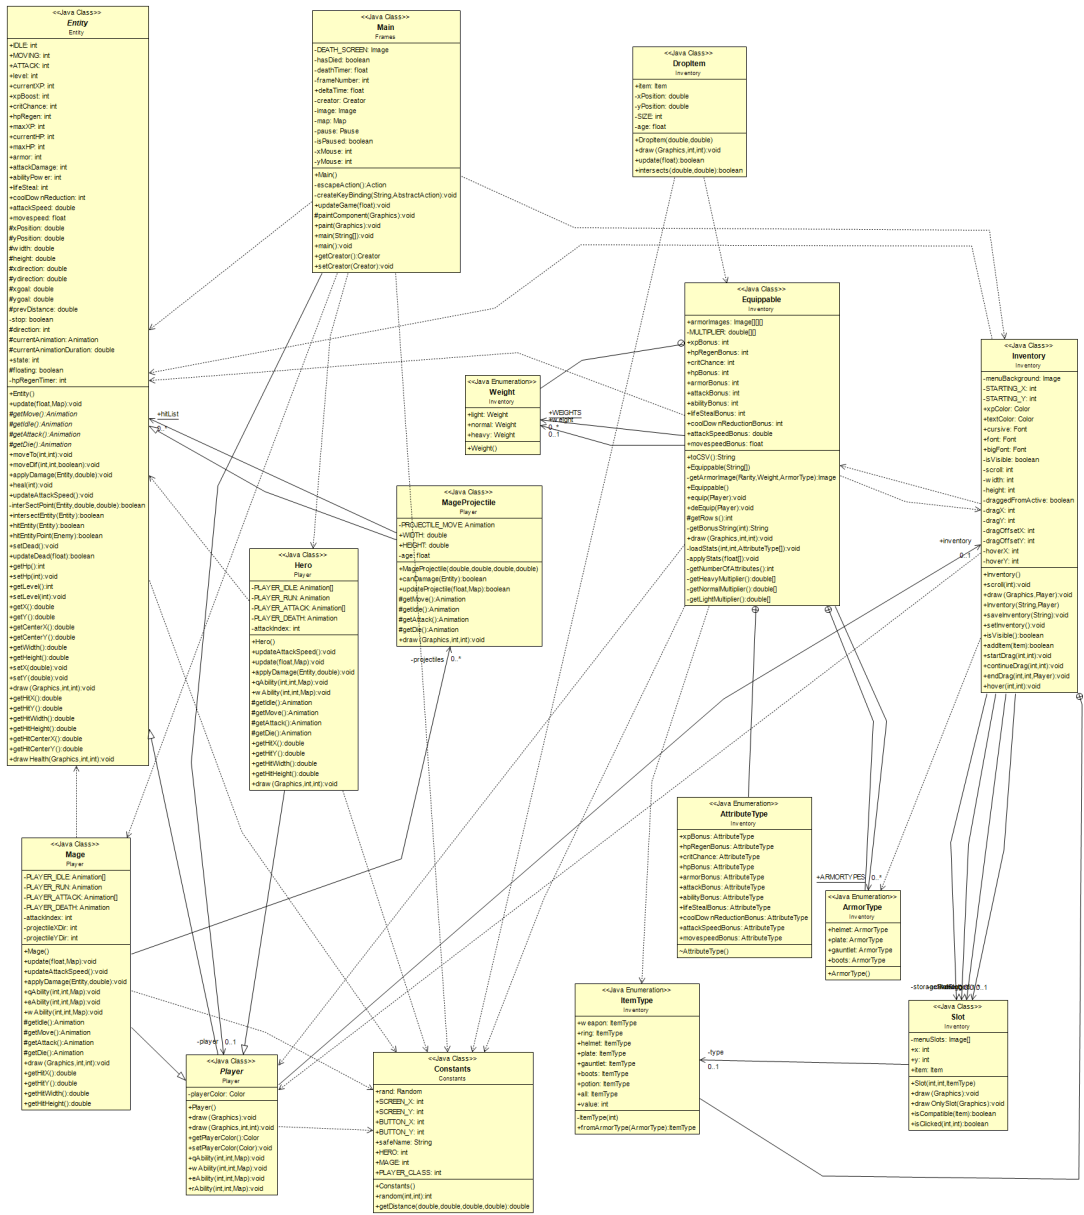 <<Java Class>>
Entity
Entity
+IDLE: int
+MOVING: int
+ATTACK: int
+level: int
+currentXP: int
+xpBoost: int
+critChance: int
+hpRegen: int
+maxXP: int
+currentHP: int
+maxHP: int
+armor: int
+attackDamage: int
+abilityPower: int
+lifeSteal: int
+coolDownReduction: int
+attackSpeed: double
+movespeed: float
#xPosition: double
#yPosition: double
#width: double
#height: double
#xdirection: double
#ydirection: double
#xgoal: double
#ygoal: double
#prevDistance: double
-stop: boolean
#direction: int
#currentAnimation: Animation
#currentAnimationDuration: double
+state: int
#floating: boolean
-hpRegenTimer: int
+Entity()
+update(float,Map):void
#getMove():Animation
#getIdle():Animation
#getAttack():Animation
#getDie():Animation
+moveTo(int,int):void
+moveDif(int,int,boolean):void
+applyDamage(Entity,double):void
+heal(int):void
+updateAttackSpeed():void
-interSectPoint(Entity,double,double):boolean
+intersectEntity(Entity):boolean
+hitEntity(Entity):boolean
+hitEntityPoint(Enemy):boolean
+setDead():void
+updateDead(float):boolean
+getHp():int
+setHp(int):void
+getLevel():int
+setLevel(int):void
+getX():double
+getY():double
+getCenterX():double
+getCenterY():double
+getWidth():double
+getHeight():double
+setX(double):void
+setY(double):void
+draw(Graphics,int,int):void
+getHitX():double
+getHitY():double
+getHitWidth():double
+getHitHeight():double
+getHitCenterX():double
+getHitCenterY():double
+drawHealth(Graphics,int,int):void
<<Java Class>>
Main
Frames
-DEATH_SCREEN: Image
-hasDied: boolean
-deathTimer: float
-frameNumber: int
+deltaTime: float
-creator: Creator
-image: Image
-map: Map
-pause: Pause
-isPaused: boolean
-xMouse: int
-yMouse: int
+Main()
-escapeAction():Action
-createKeyBinding(String,AbstractAction):void
+updateGame(float):void
#paintComponent(Graphics):void
+paint(Graphics):void
+main(String[]):void
+main():void
+getCreator():Creator
+setCreator(Creator):void
<<Java Class>>
DropItem
Inventory
+item: Item
-xPosition: double
-yPosition: double
-SIZE: int
-age: float
+DropItem(double,double)
+draw(Graphics,int,int):void
+update(float):boolean
+intersects(double,double):boolean
<<Java Class>>
Equippable
Inventory
+armorImages: Image[][][]
-MULTIPLIER: double[][]
+xpBonus: int
+hpRegenBonus: int
+critChance: int
+hpBonus: int
+armorBonus: int
+attackBonus: int
+abilityBonus: int
+lifeStealBonus: int
+coolDownReductionBonus: int
+attackSpeedBonus: double
+movespeedBonus: float
+toCSV():String
+Equippable(String[])
-getArmorImage(Rarity,Weight,ArmorType):Image
+Equippable()
+equip(Player):void
+deEquip(Player):void
#getRows():int
-getBonusString(int):String
+draw(Graphics,int,int):void
-loadStats(int,int,AttributeType[]):void
-applyStats(float[]):void
-getNumberOfAttributes():int
-getHeavyMultiplier():double[]
-getNormalMultiplier():double[]
-getLightMultiplier():double[]
<<Java Class>>
Inventory
Inventory
-menuBackground: Image
-STARTING_X: int
-STARTING_Y: int
+xpColor: Color
+textColor: Color
+cursive: Font
+font: Font
+bigFont: Font
-isVisible: boolean
-scroll: int
-width: int
-height: int
-draggedFromActive: boolean
-dragX: int
-dragY: int
-dragOffsetX: int
-dragOffsetY: int
-hoverX: int
-hoverY: int
+Inventory()
+scroll(int):void
+draw(Graphics,Player):void
+Inventory(String,Player)
+saveInventory(String):void
+setInventory():void
+isVisible():boolean
+addItem(Item):boolean
+startDrag(int,int):void
+continueDrag(int,int):void
+endDrag(int,int,Player):void
+hover(int,int):void
<<Java Enumeration>>
Weight
Inventory
+light: Weight
+normal: Weight
+heavy: Weight
+Weight()
+WEIGHTS
0..*
0..1
+hitList
0..*
<<Java Class>>
MageProjectile
Player
-PROJECTILE_MOVE: Animation
+WIDTH: double
+HEIGHT: double
-age: float
+MageProjectile(double,double,double,double)
+canDamage(Entity):boolean
+updateProjectile(float,Map):boolean
#getMove():Animation
#getIdle():Animation
#getAttack():Animation
#getDie():Animation
+draw(Graphics,int,int):void
-projectiles
0..*
+inventory
0..1
<<Java Class>>
Hero
Player
-PLAYER_IDLE: Animation[]
-PLAYER_RUN: Animation
-PLAYER_ATTACK: Animation[]
-PLAYER_DEATH: Animation
-attackIndex: int
+Hero()
+updateAttackSpeed():void
+update(float,Map):void
+applyDamage(Entity,double):void
+qAbility(int,int,Map):void
+wAbility(int,int,Map):void
#getIdle():Animation
#getMove():Animation
#getAttack():Animation
#getDie():Animation
+getHitX():double
+getHitY():double
+getHitWidth():double
+getHitHeight():double
+draw(Graphics,int,int):void
<<Java Enumeration>>
AttributeType
Inventory
+xpBonus: AttributeType
+hpRegenBonus: AttributeType
+critChance: AttributeType
+hpBonus: AttributeType
+armorBonus: AttributeType
+attackBonus: AttributeType
+abilityBonus: AttributeType
+lifeStealBonus: AttributeType
+coolDownReductionBonus: AttributeType
+attackSpeedBonus: AttributeType
+movespeedBonus: AttributeType
~AttributeType()
+ARMORTYPES
0..*
<<Java Enumeration>>
ArmorType
Inventory
+helmet: ArmorType
+plate: ArmorType
+gauntlet: ArmorType
+boots: ArmorType
+ArmorType()
<<Java Class>>
Mage
Player
-PLAYER_IDLE: Animation[]
-PLAYER_RUN: Animation
-PLAYER_ATTACK: Animation[]
-PLAYER_DEATH: Animation
-attackIndex: int
-projectileXDir: int
-projectileYDir: int
+Mage()
+update(float,Map):void
+updateAttackSpeed():void
+applyDamage(Entity,double):void
+qAbility(int,int,Map):void
+eAbility(int,int,Map):void
+wAbility(int,int,Map):void
#getIdle():Animation
#getMove():Animation
#getAttack():Animation
#getDie():Animation
+draw(Graphics,int,int):void
+getHitX():double
+getHitY():double
+getHitWidth():double
+getHitHeight():double
-player
0..1
<<Java Class>>
Player
Player
-playerColor: Color
+Player()
+draw(Graphics):void
+draw(Graphics,int,int):void
+getPlayerColor():Color
+setPlayerColor(Color):void
+qAbility(int,int,Map):void
+wAbility(int,int,Map):void
+eAbility(int,int,Map):void
+rAbility(int,int,Map):void
<<Java Class>>
Constants
Constants
+rand: Random
+SCREEN_X: int
+SCREEN_Y: int
+BUTTON_X: int
+BUTTON_Y: int
+safeName: String
+HERO: int
+MAGE: int
+PLAYER_CLASS: int
+Constants()
+random(int,int):int
+getDistance(double,double,double,double):double
<<Java Enumeration>>
ItemType
Inventory
+weapon: ItemType
+ring: ItemType
+helmet: ItemType
+plate: ItemType
+gauntlet: ItemType
+boots: ItemType
+potion: ItemType
+all: ItemType
+value: int
-ItemType(int)
+fromArmorType(ArmorType):ItemType
-type
0..1
<<Java Class>>
Slot
Inventory
-menuSlots: Image[]
+x: int
+y: int
+item: Item
+Slot(int,int,ItemType)
+draw(Graphics):void
+drawOnlySlot(Graphics):void
+isCompatible(Item):boolean
+isClicked(int,int):boolean